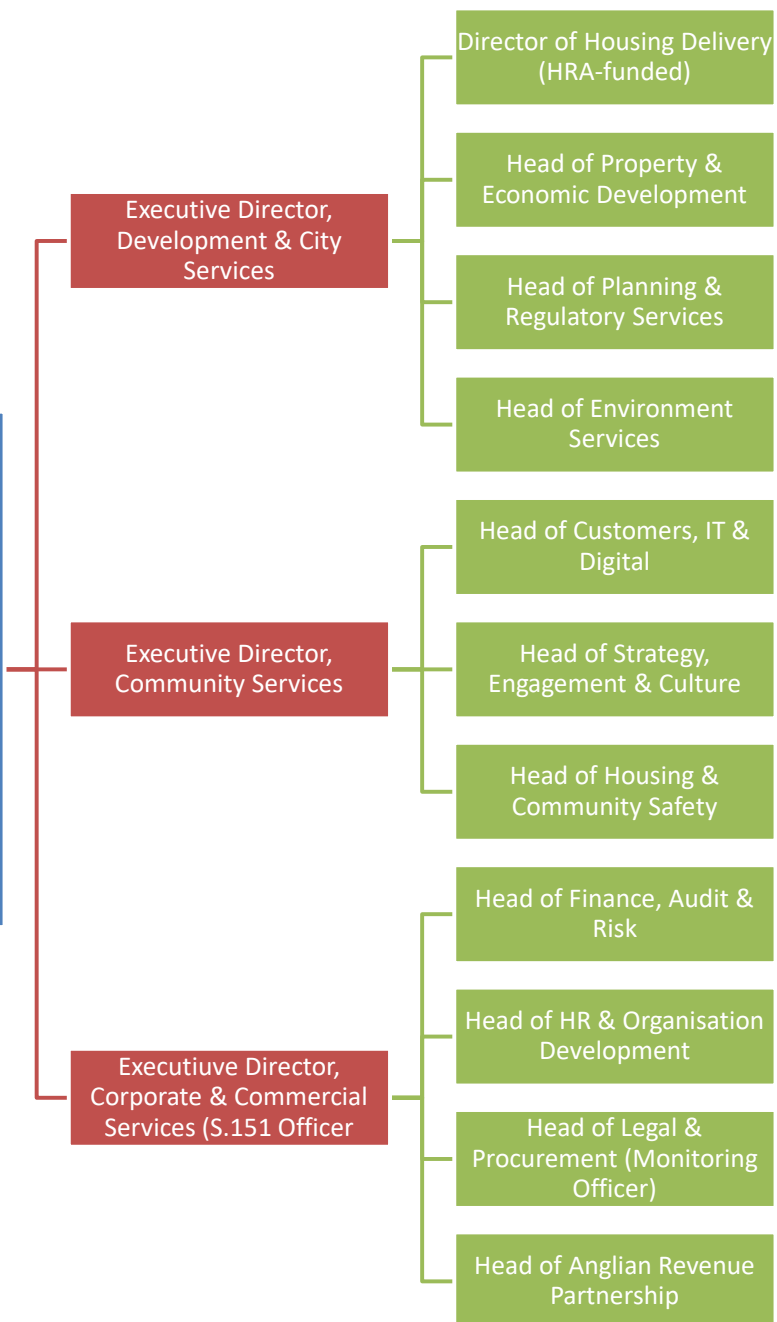 Director of Housing Delivery
(HRA-funded)
Head of Property &
Economic Development
Executive Director,
Development & City
Services
Head of Planning &
Regulatory Services
Head of Environment
Services
Head of Customers, IT &
Digital
Executive Director,
Community Services
Head of Strategy,
Engagement & Culture
Head of Housing &
Community Safety
Head of Finance, Audit &
Risk
Head of HR & Organisation
Development
Executiuve Director,
Corporate & Commercial
Services (S.151 Officer
Head of Legal &
Procurement (Monitoring
Officer)
Head of Anglian Revenue
Partnership